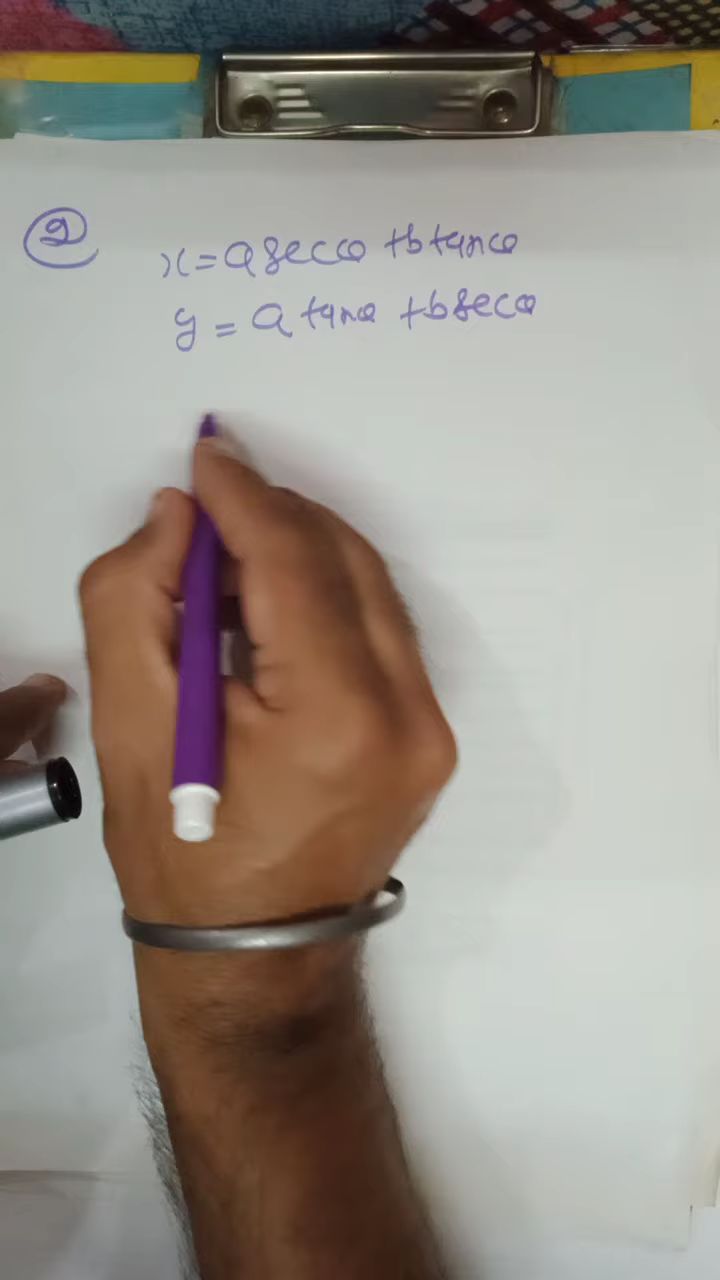 ② x = a secθ + b tanθ
y = a tanθ + b secθ